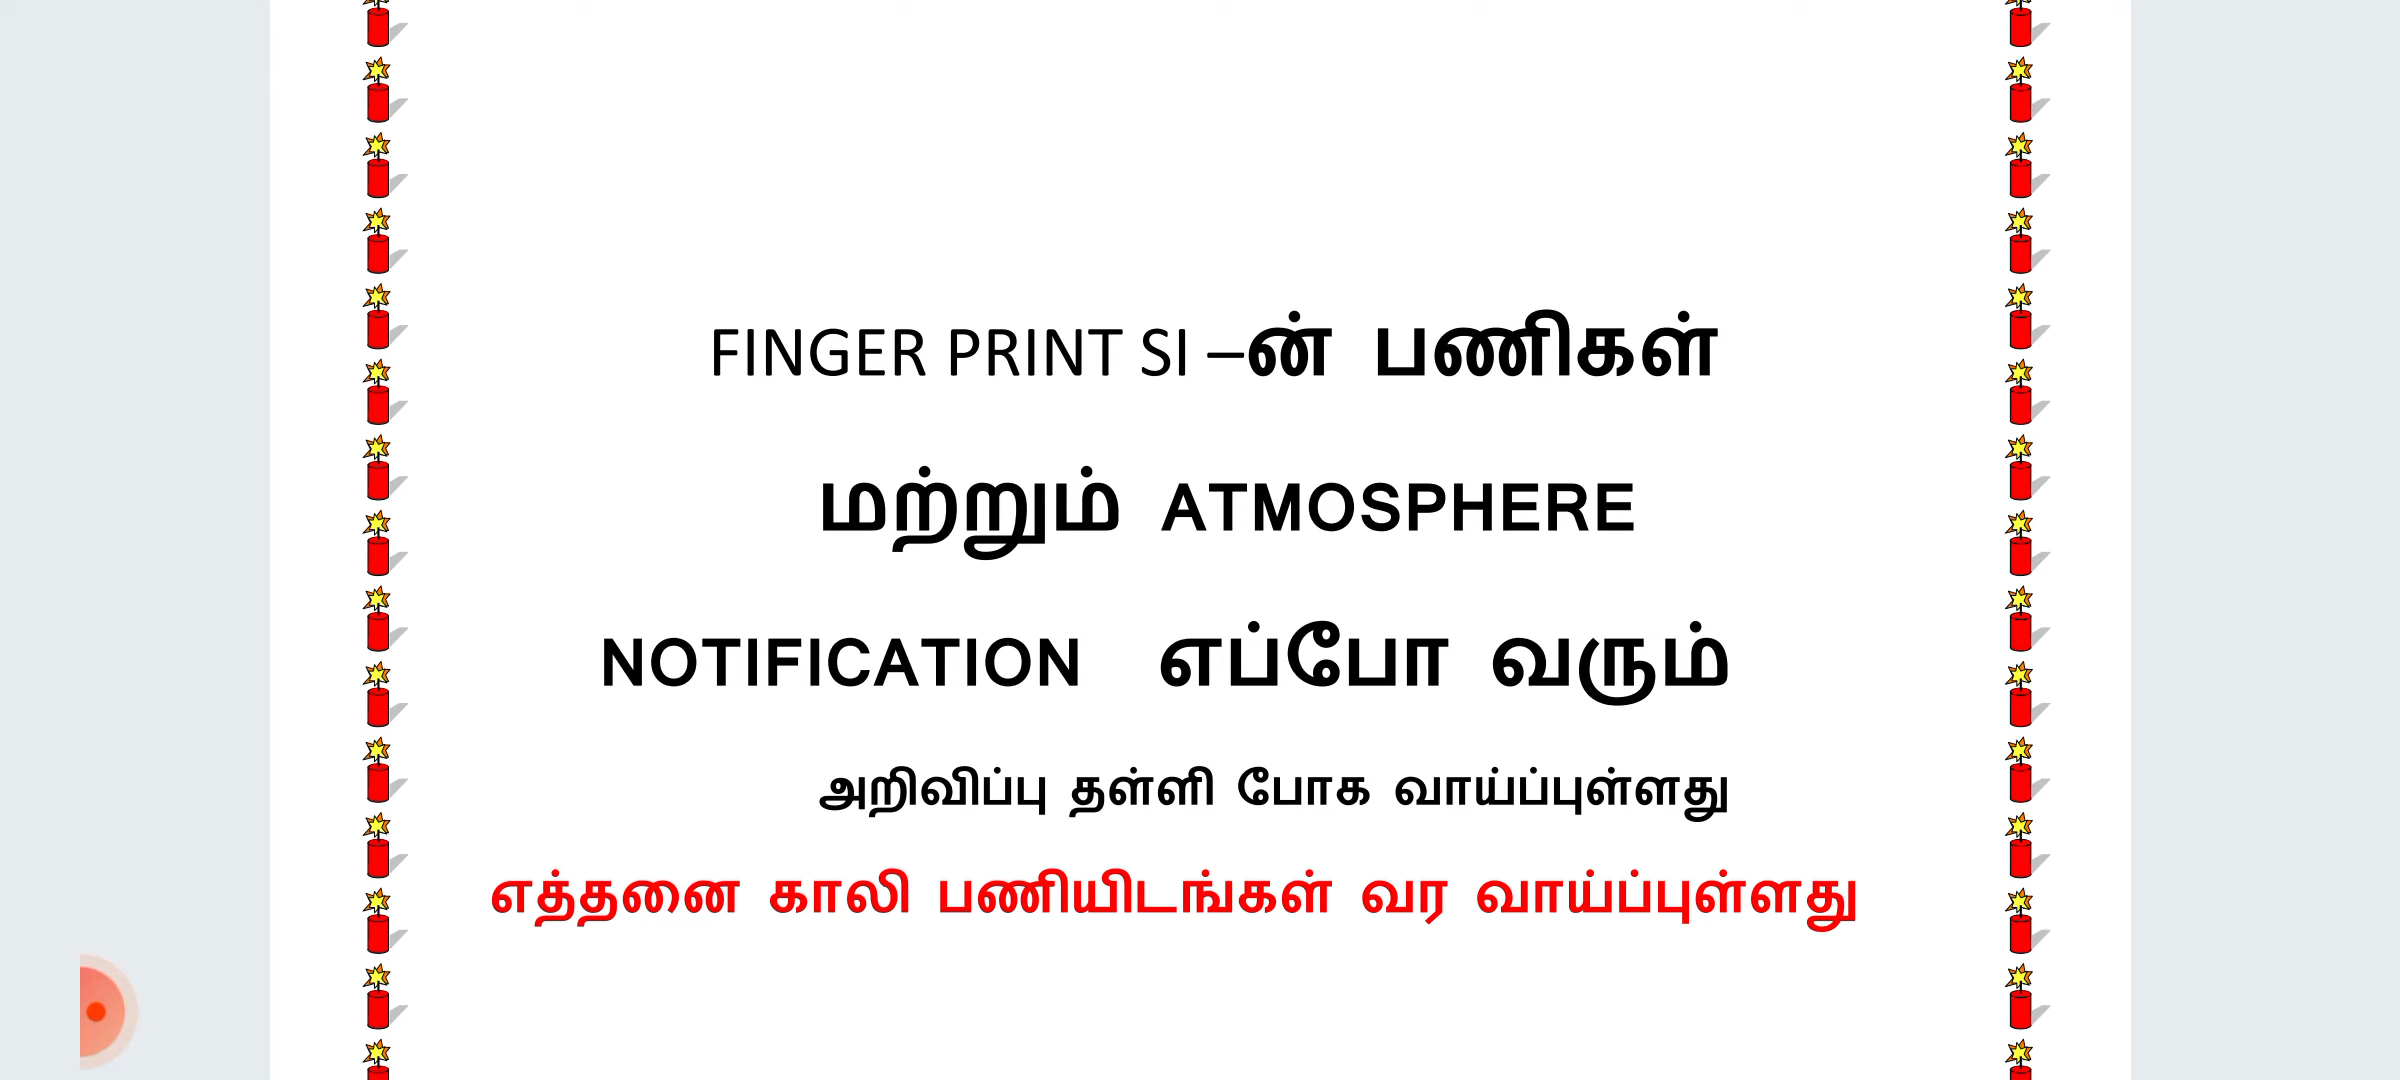 FINGER PRINT SI –ன் பணிகள்
மற்றும் ATMOSPHERE
NOTIFICATION எப்போ வரும்
அறிவிப்பு தள்ளி போக வாய்ப்புள்ளது
எத்தனை காலி பணியிடங்கள் வர வாய்ப்புள்ளது